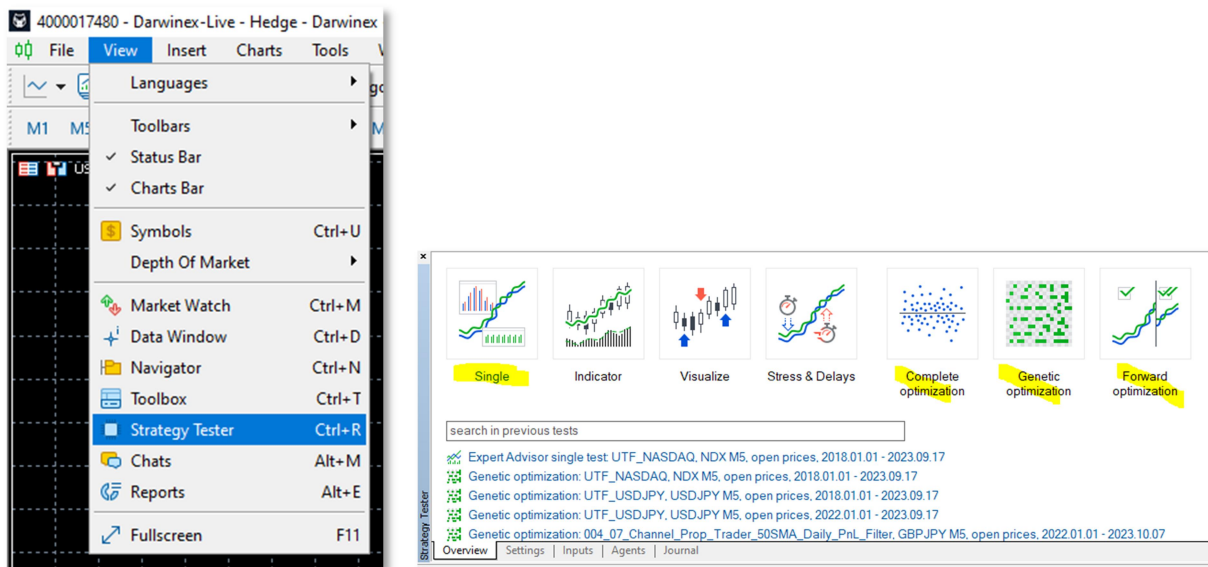 4000017480 - Darwinex-Live - Hedge - Darwinex
File View Insert Charts Tools
M1
Languages
Toolbars
Status Bar
Charts Bar
Symbols Ctrl+U
Depth Of Market
Market Watch Ctrl+M
Data Window Ctrl+D
Navigator Ctrl+N
Toolbox Ctrl+T
Strategy Tester Ctrl+R
Chats Alt+M
Reports Alt+E
Fullscreen F11
Single Indicator Visualize Stress & Delays Complete optimization Genetic optimization Forward optimization
search in previous tests
Expert Advisor single test: UTF_NASDAQ, NDX M5, open prices, 2018.01.01 - 2023.09.17
Genetic optimization: UTF_NASDAQ, NDX M5, open prices, 2018.01.01 - 2023.09.17
Genetic optimization: UTF_USDJPY, USDJPY M5, open prices, 2018.01.01 - 2023.09.17
Genetic optimization: UTF_USDJPY, USDJPY M5, open prices, 2022.01.01 - 2023.09.17
Genetic optimization: 004_07_Channel_Prop_Trader_50SMA_Daily_PnL_Filter, GBPJPY M5, open prices, 2022.01.01 - 2023.10.07
Overview Settings Inputs Agents Journal
Strategy Tester